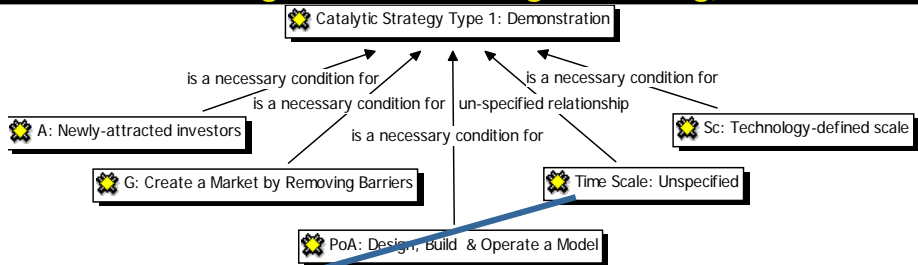 Catalytic Strategy Type 1: Demonstration
is a necessary condition for
is a necessary condition for
is a necessary condition for
un-specified relationship
is a necessary condition for
A: Newly-attracted investors
Sc: Technology-defined scale
G: Create a Market by Removing Barriers
Time Scale: Unspecified
PoA: Design, Build & Operate a Model